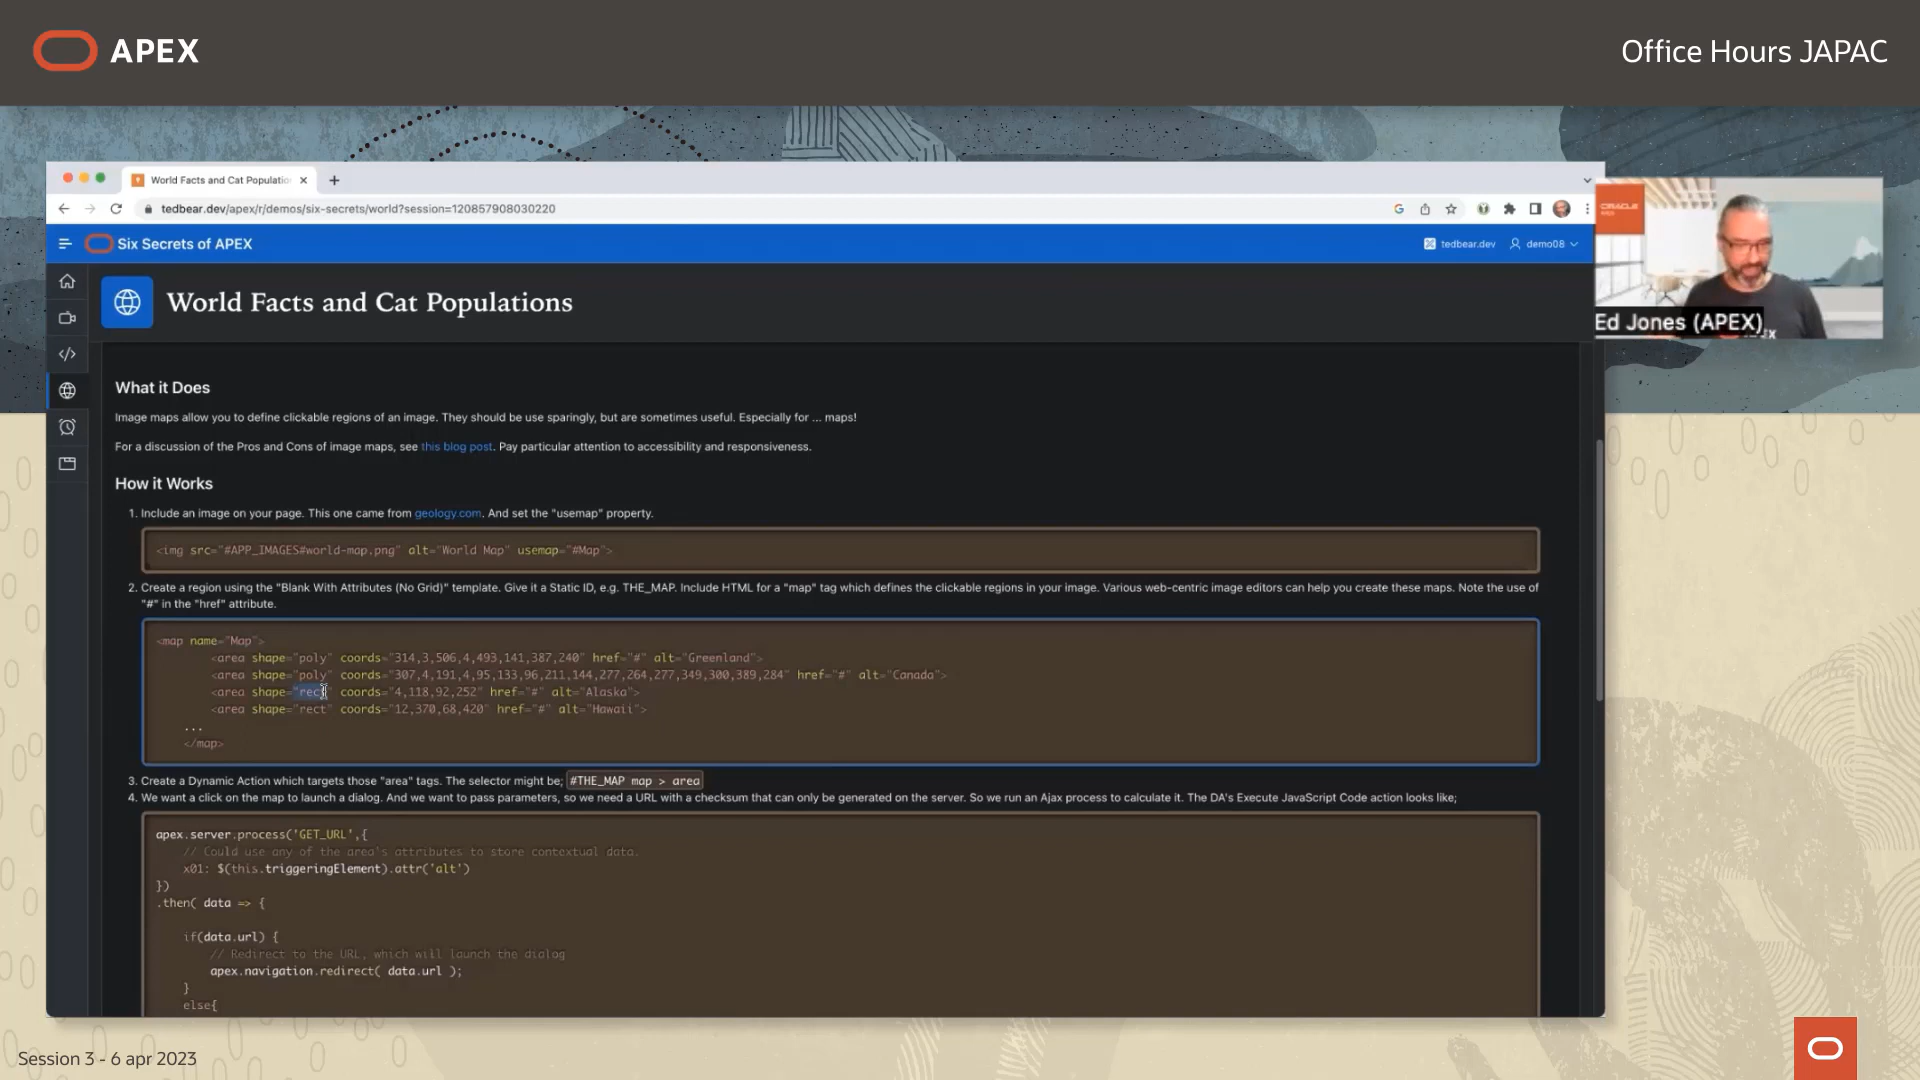 APEX
Office Hours JAPAC
World Facts and Cat Populatio
tedbear.dev/apex/r/demos/six-secrets/world?session=120857908030220
Six Secrets of APEX
tedbear.dev
demo08
ORACLE
World Facts and Cat Populations
Ed Jones (APEX)
What it Does
Image maps allow you to define clickable regions of an image. They should be use sparingly, but are sometimes useful. Especially for ... maps!
For a discussion of the Pros and Cons of image maps, see this blog post. Pay particular attention to accessibility and responsiveness.
How it Works
1. Include an image on your page. This one came from geology.com. And set the "usemap" property.
<img src="#APP_IMAGES#world-map.png" alt="World Map" usemap="#Map">
2. Create a region using the "Blank With Attributes (No Grid)" template. Give it a Static ID, e.g. THE_MAP. Include HTML for a "map" tag which defines the clickable regions in your image. Various web-centric image editors can help you create these maps. Note the use of
"#" in the "href" attribute.
<map name="Map">
<area shape="poly" coords="314,3,506,4,493,141,387,240" href="#" alt="Greenland">
<area shape="poly" coords="307,4,191,4,95,133,96,211,144,277,264,277,349,300,389,284" href="#" alt="Canada">
<area shape="rect" coords="4,118,92,252" href="#" alt="Alaska">
<area shape="rect" coords="12,370,68,420" href="#" alt="Hawaii">
...
</map>
3. Create a Dynamic Action which targets those "area" tags. The selector might be; #THE_MAP map > area
4. We want a click on the map to launch a dialog. And we want to pass parameters, so we need a URL with a checksum that can only be generated on the server. So we run an Ajax process to calculate it. The DA's Execute JavaScript Code action looks like;
apex.server.process('GET_URL',{
// Could use any of the area's attributes to store contextual data.
x01: $(this.triggeringElement).attr('alt')
})
.then( data => {
if(data.url) {
// Redirect to the URL, which will launch the dialog
apex.navigation.redirect( data.url );
}
else{
Session 3 - 6 apr 2023